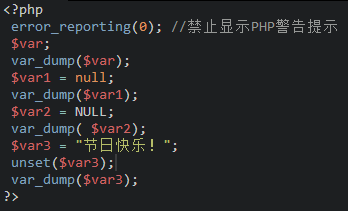 <?php
error_reporting(0); //禁止显示PHP警告提示
$var;
var_dump($var);
$var1 = null;
var_dump($var1);
$var2 = NULL;
var_dump( $var2);
$var3 = "节日快乐！";
unset($var3);
var_dump($var3);
?>